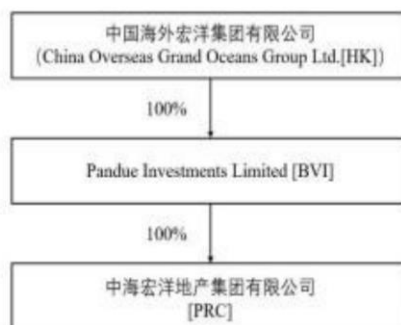 中国海外宏洋集团有限公司
(China Overseas Grand Oceans Group Ltd.[HK])
100%
Pandue Investments Limited [BVI]
100%
中海宏洋地产集团有限公司
[PRC]